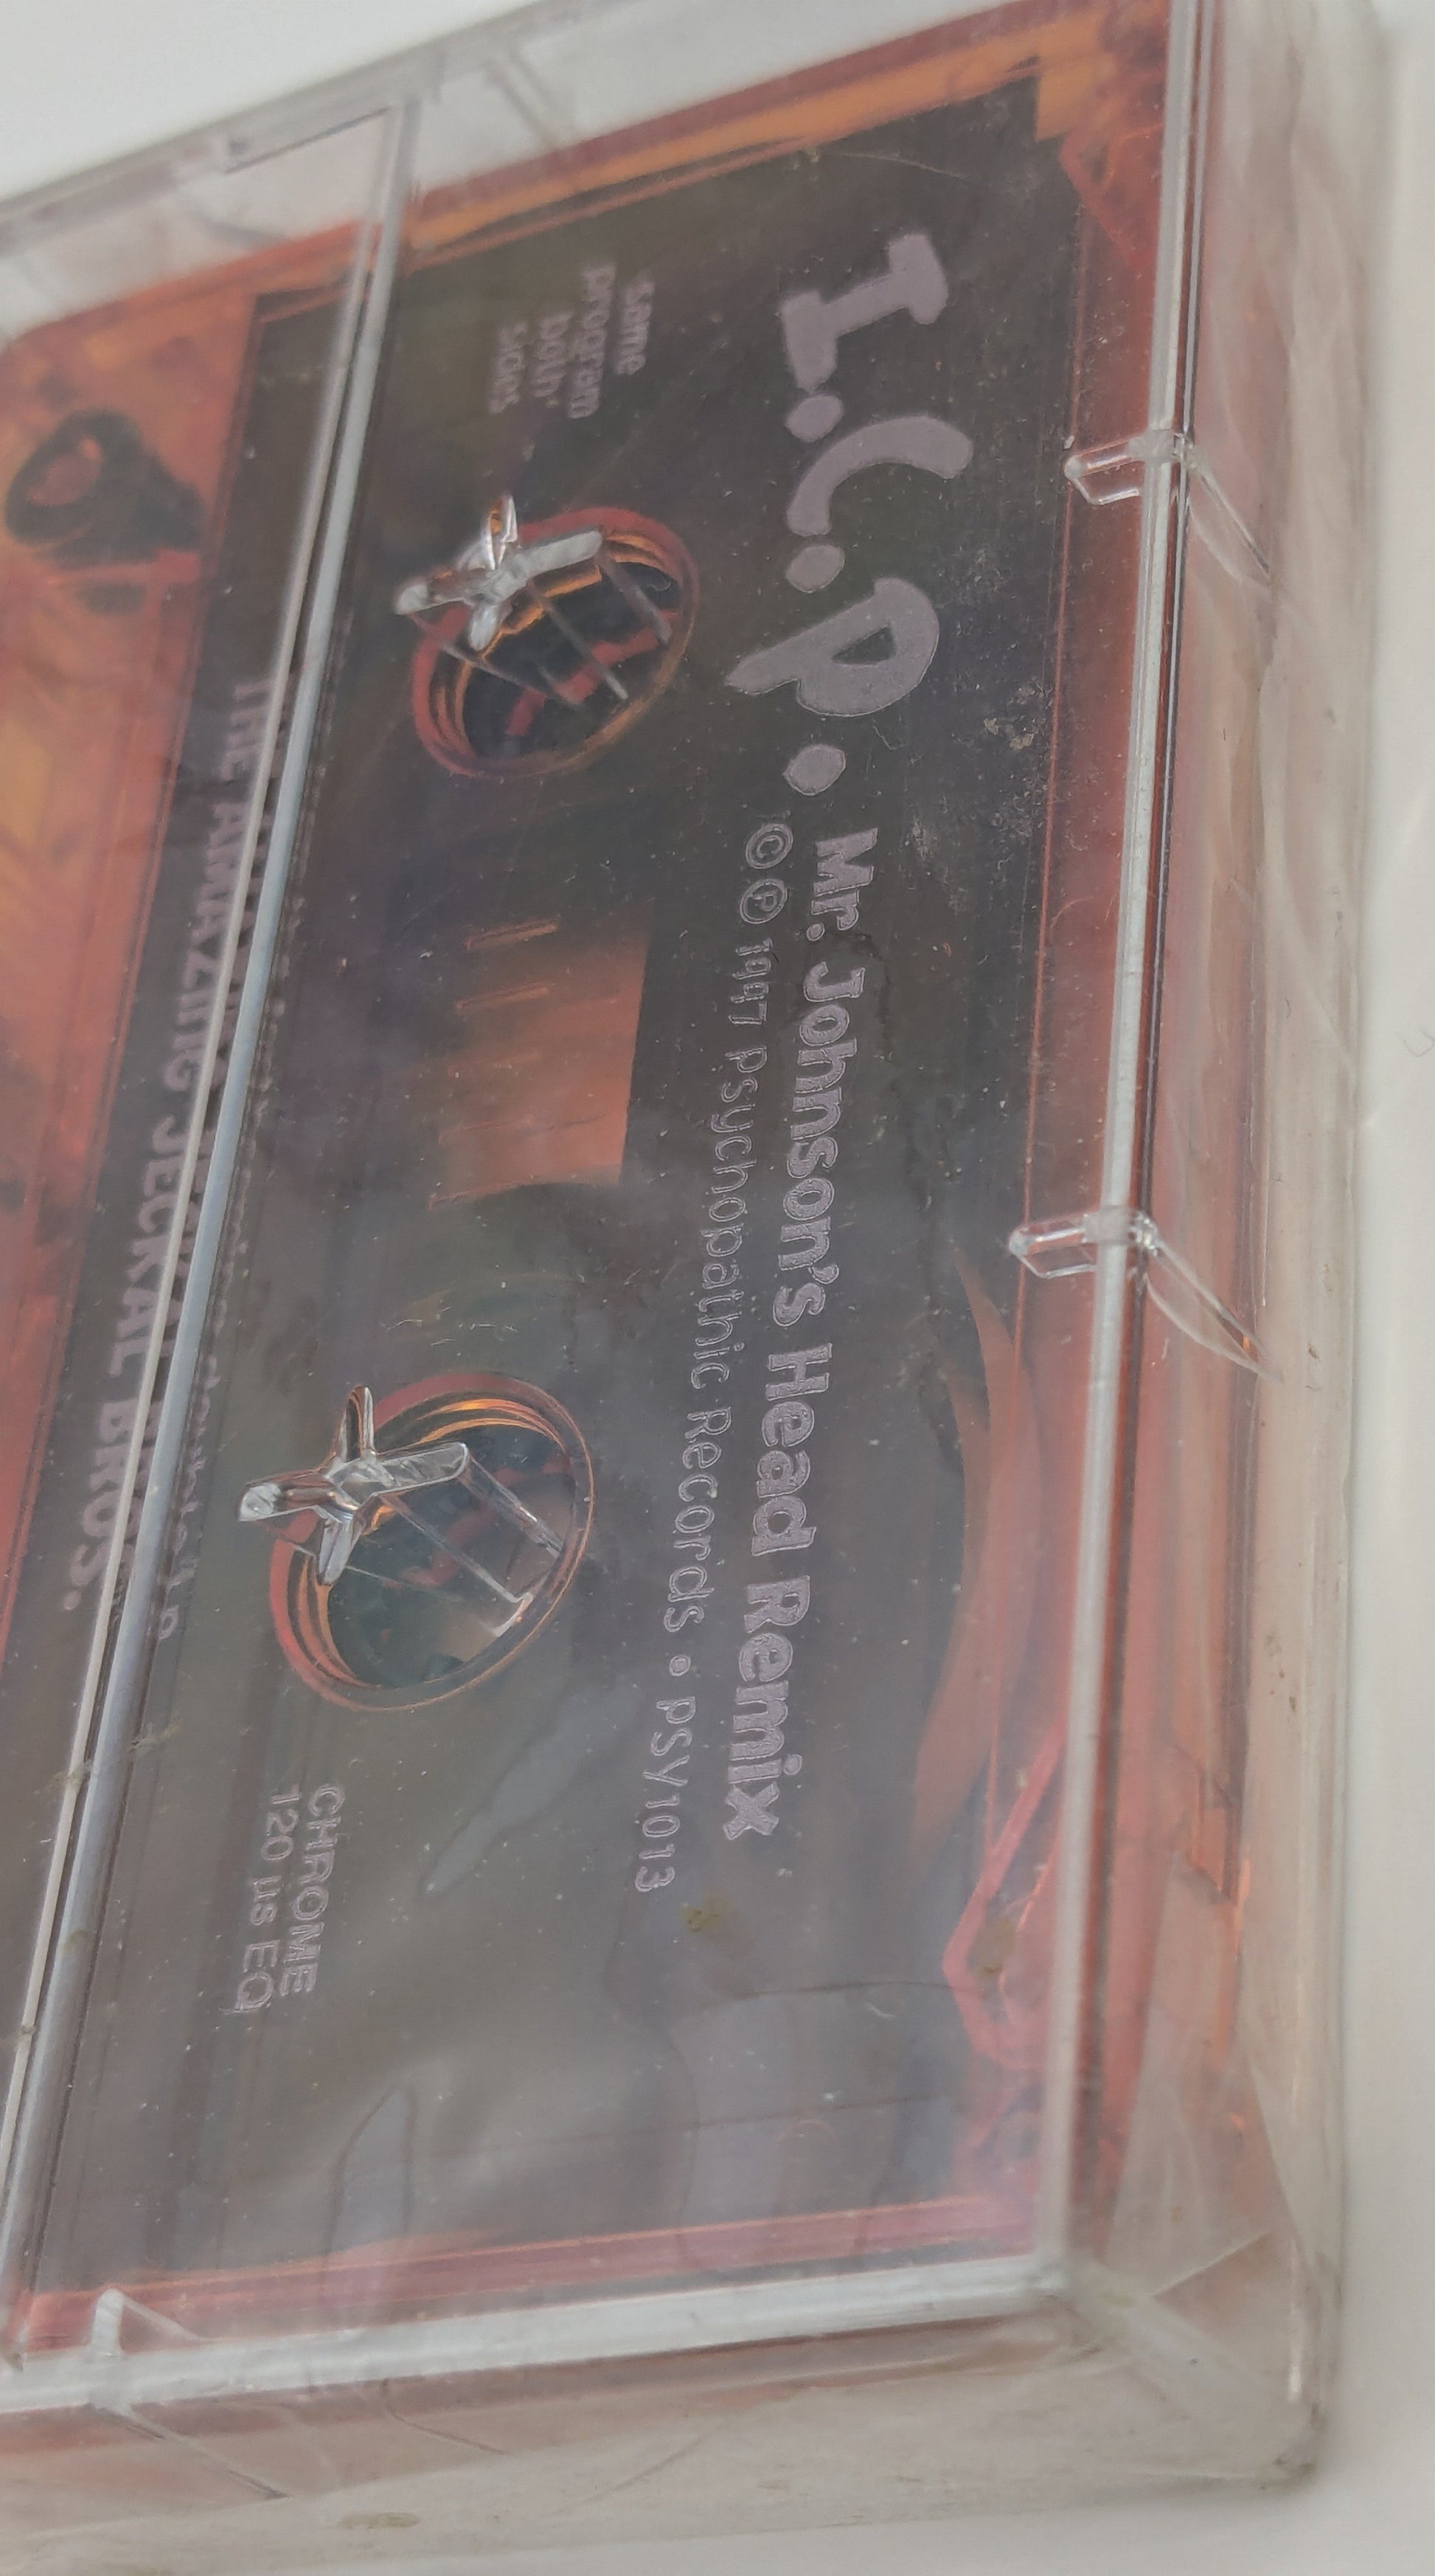 I.C.P. • Mr. Johnson's Head Remix
©℗ 1997 Psychopathic Records • PSY1013
Same
program
both
sides
CHROME
120 µs EQ
THE AMAZING JECKAL BROS.